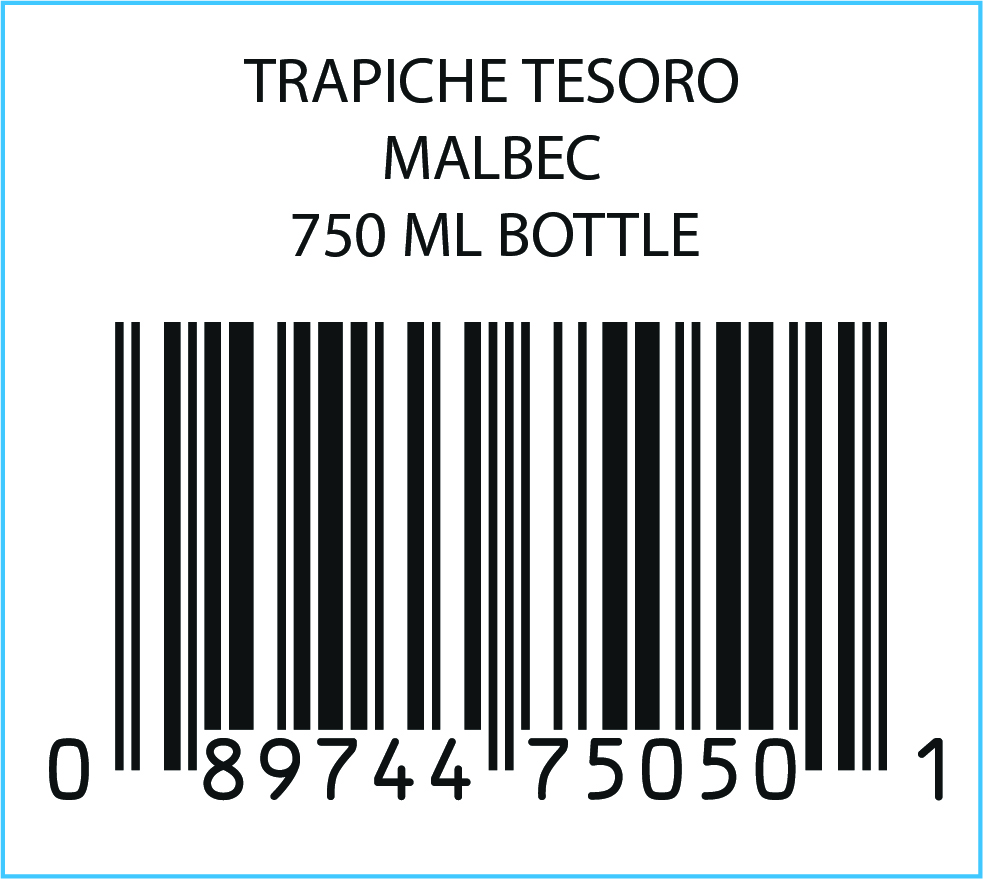 TRAPICHE TESORO
MALBEC
750 ML BOTTLE
0 89744 75050 1